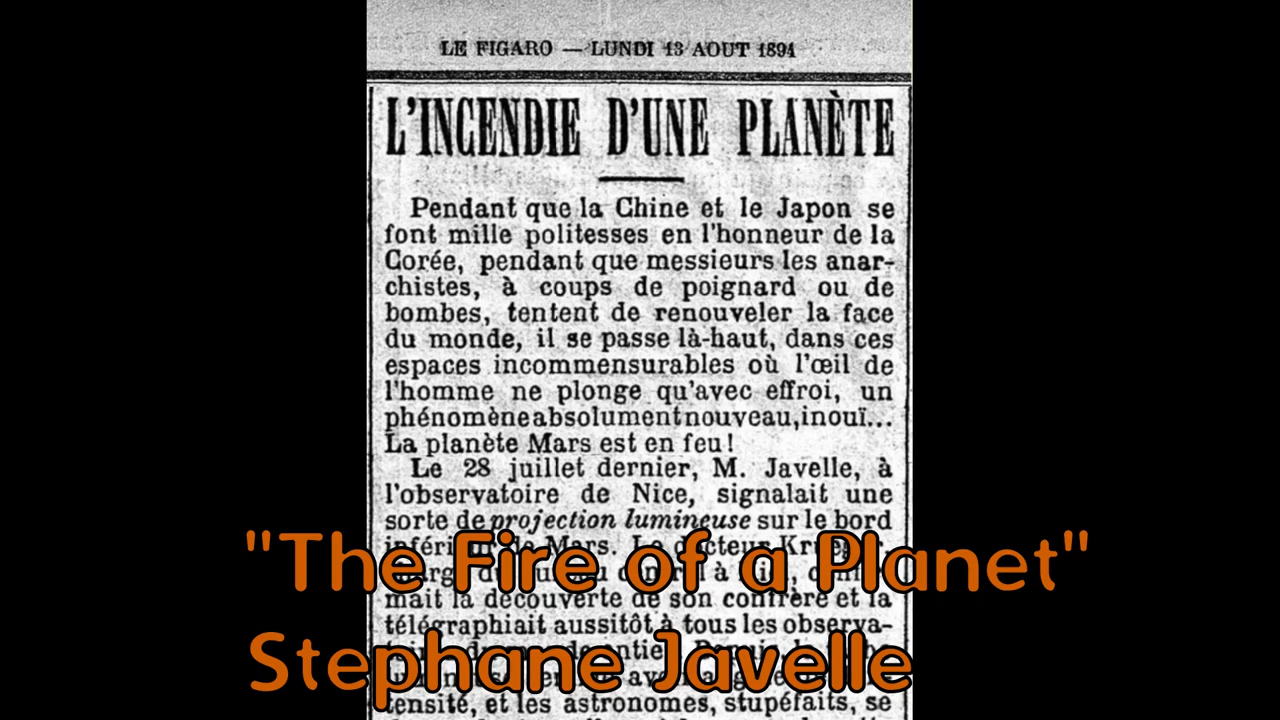 LE FIGARO — LUNDI 13 AOUT 1894
L'INCENDIE D'UNE PLANÈTE
Pendant que la Chine et le Japon se
font mille politesses en l'honneur de la
Corée, pendant que messieurs les anar-
chistes, à coups de poignard ou de
bombes, tentent de renouveler la face
du monde, il se passe là-haut, dans ces
espaces incommensurables où l'œil de
l'homme ne plonge qu'avec effroi, un
phénomène absolument nouveau, inouï...
La planète Mars est en feu!
Le 28 juillet dernier, M. Javelle, à
l'observatoire de Nice, signalait une
sorte de projection lumineuse sur le bord
de Mars.
"The Fire of a Planet"
mait la découverte de son confrère et la
télégraphiait aussitôt à tous les observa-
Stephane Javelle
tensité, et les astronomes, stupéfaits, se